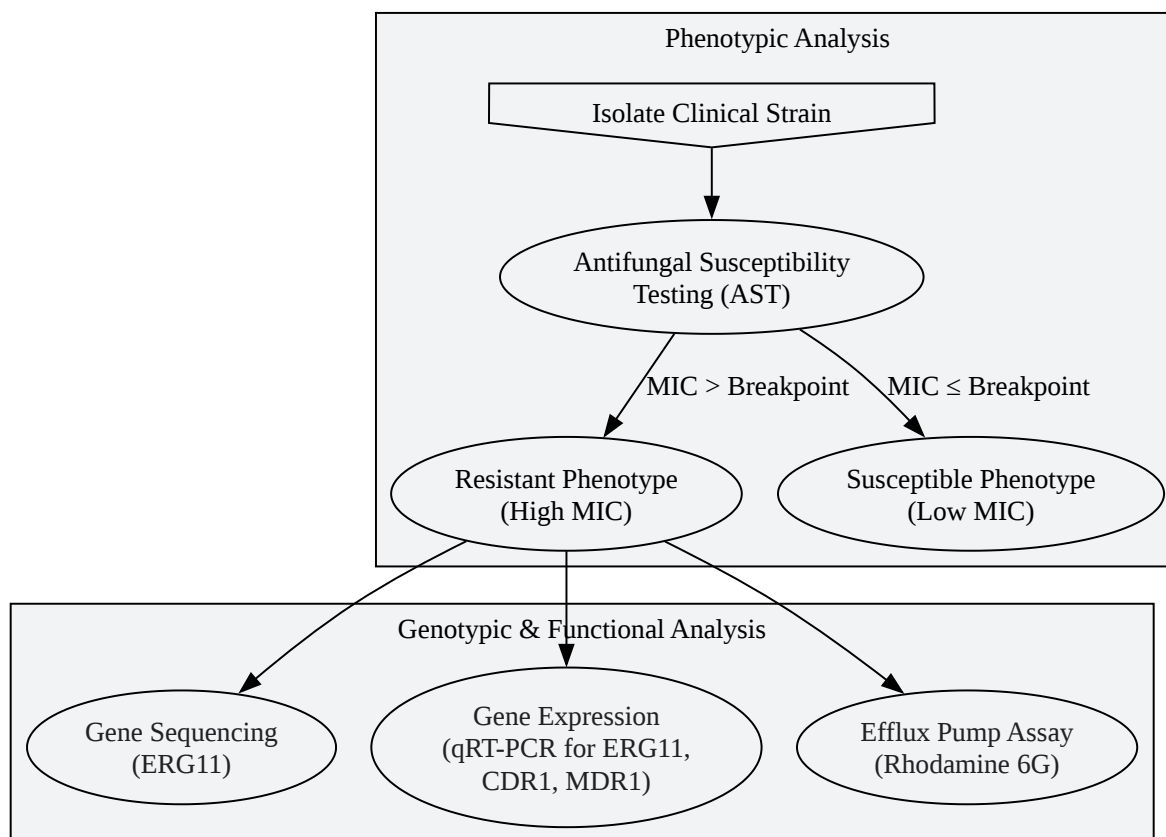 Phenotypic Analysis
Isolate Clinical Strain
Antifungal Susceptibility
Testing (AST)
MIC > Breakpoint
MIC ≤ Breakpoint
Resistant Phenotype
(High MIC)
Susceptible Phenotype
(Low MIC)
Genotypic & Functional Analysis
Gene Sequencing
(ERG11)
Gene Expression
(qRT-PCR for ERG11,
CDR1, MDR1)
Efflux Pump Assay
(Rhodamine 6G)